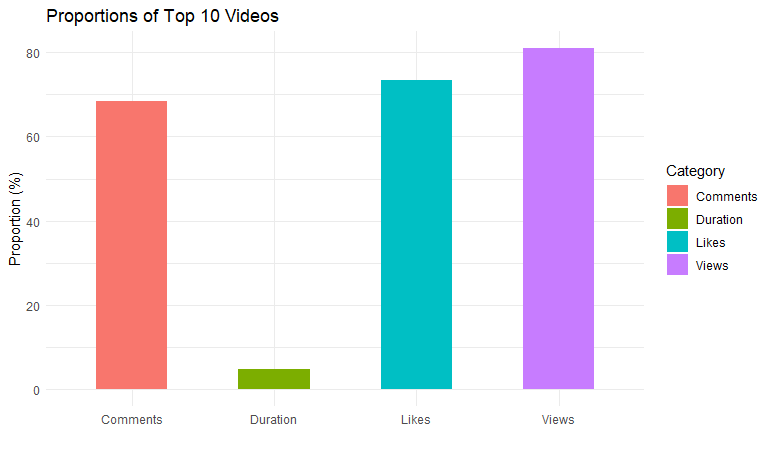 Proportions of Top 10 Videos
80
60
40
20
0
Proportion (%)
Comments
Duration
Likes
Views
Category
Comments
Duration
Likes
Views